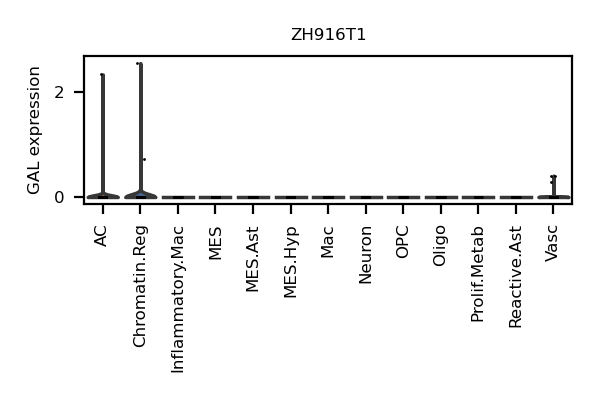 ZH916T1
GAL expression
2
0
AC
Chromatin.Reg
Inflammatory.Mac
MES
MES.Ast
MES.Hyp
Mac
Neuron
OPC
Oligo
Prolif.Metab
Reactive.Ast
Vasc